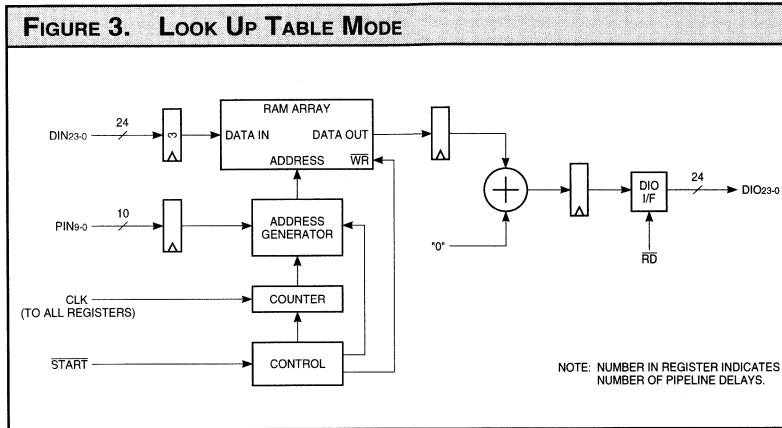 FIGURE 3. LOOK UP TABLE MODE
RAM ARRAY
DIN23-0
24
3
DATA IN
DATA OUT
ADDRESS
WR
PIN9-0
10
ADDRESS
GENERATOR
"0"
DIO
I/F
24
DIO23-0
RD
CLK
(TO ALL REGISTERS)
COUNTER
START
CONTROL
NOTE: NUMBER IN REGISTER INDICATES
NUMBER OF PIPELINE DELAYS.